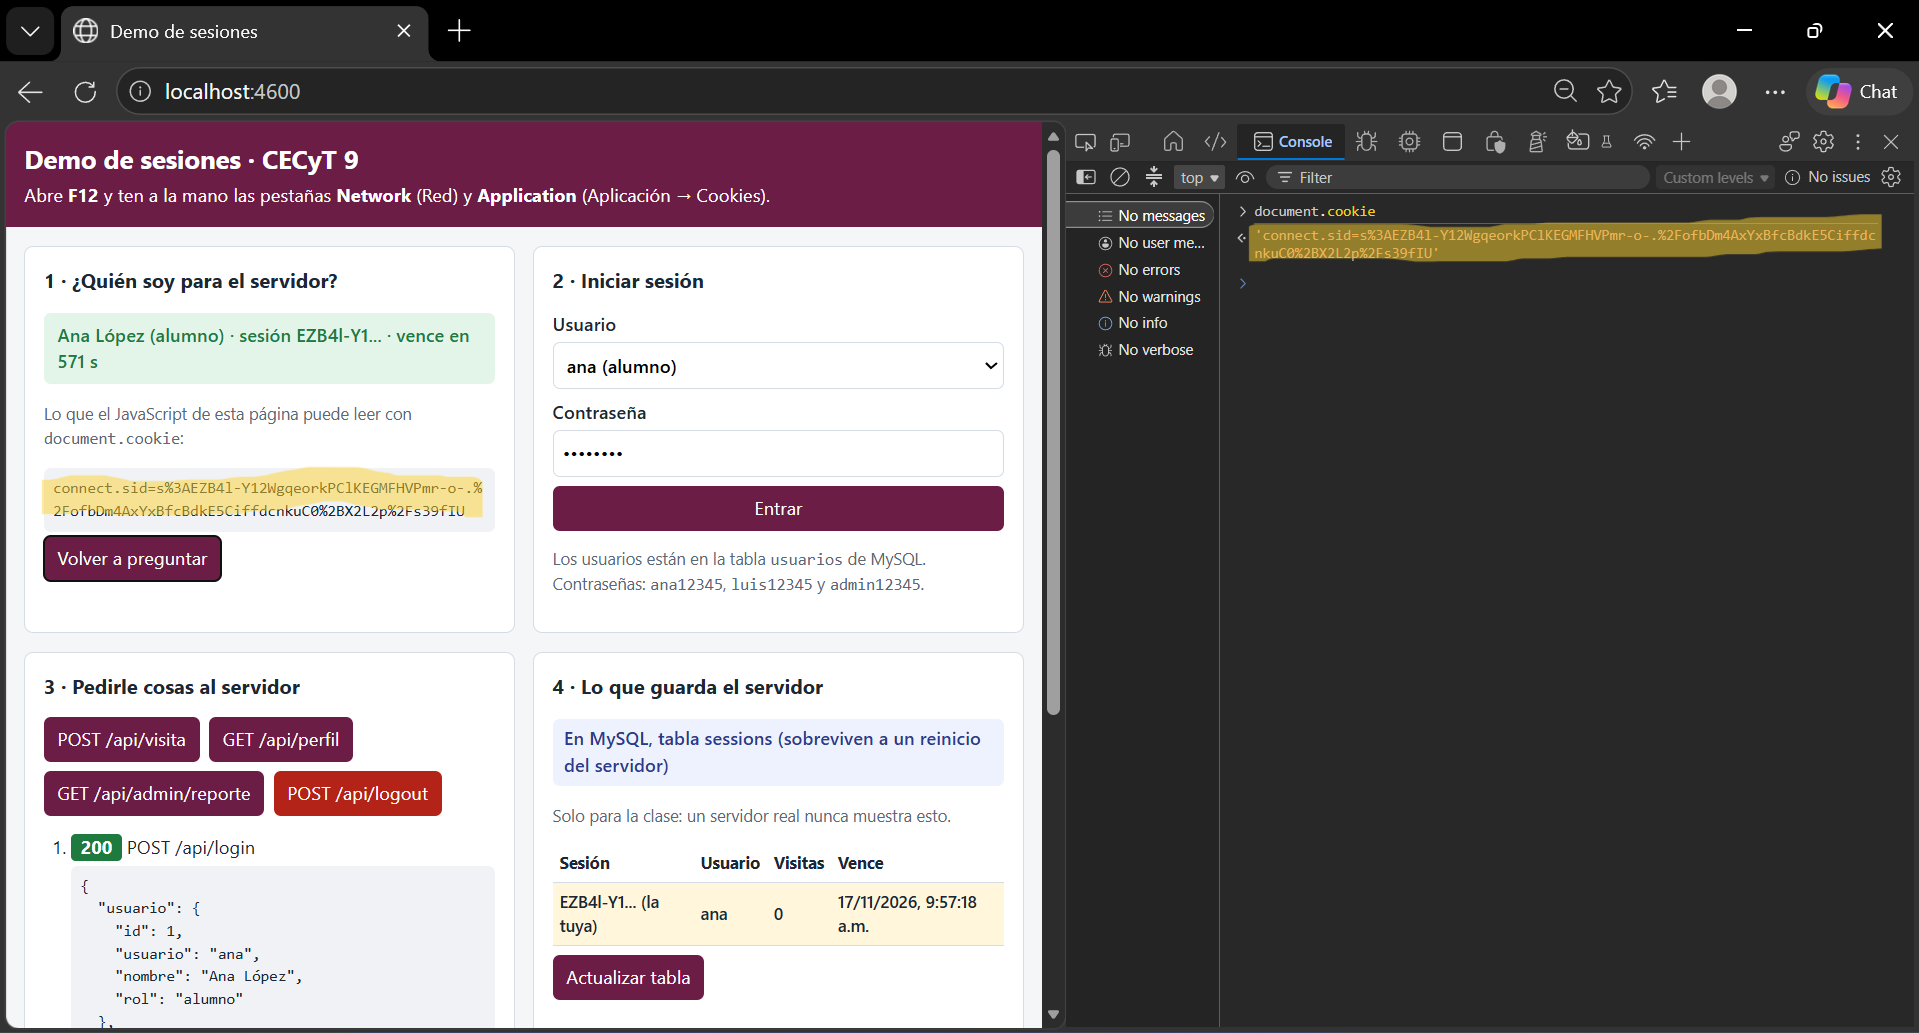 Demo de sesiones
localhost:4600
Chat
Demo de sesiones · CECyT 9
Abre F12 y ten a la mano las pestañas Network (Red) y Application (Aplicación → Cookies).
1 · ¿Quién soy para el servidor?
Ana López (alumno) · sesión EZB4l-Y1... · vence en
571 s
Lo que el JavaScript de esta página puede leer con
document.cookie:
connect.sid=s%3AEZB4l-Y12WgqeorkPClKEGMFHVPmr-o-.%
2FofbDm4AxYxBfcBdkE5CiffdcnkuC0%2BX2L2p%2Fs39fIU
Volver a preguntar
2 · Iniciar sesión
Usuario
ana (alumno)
Contraseña
••••••••
Entrar
Los usuarios están en la tabla usuarios de MySQL.
Contraseñas: ana12345, luis12345 y admin12345.
3 · Pedirle cosas al servidor
POST /api/visita
GET /api/perfil
GET /api/admin/reporte
POST /api/logout
1. 200 POST /api/login
{
"usuario": {
"id": 1,
"usuario": "ana",
"nombre": "Ana López",
"rol": "alumno"
},
4 · Lo que guarda el servidor
En MySQL, tabla sessions (sobreviven a un reinicio
del servidor)
Solo para la clase: un servidor real nunca muestra esto.
Sesión Usuario Visitas Vence
EZB4l-Y1... (la
tuya)
ana
0
17/11/2026, 9:57:18
a.m.
Actualizar tabla
Console
top
Filter
Custom levels
No issues
No messages
No user me...
No errors
No warnings
No info
No verbose
document.cookie
'connect.sid=s%3AEZB4l-Y12WgqeorkPClKEGMFHVPmr-o-.%2FofbDm4AxYxBfcBdkE5Ciffdc
nkuC0%2BX2L2p%2Fs39fIU'